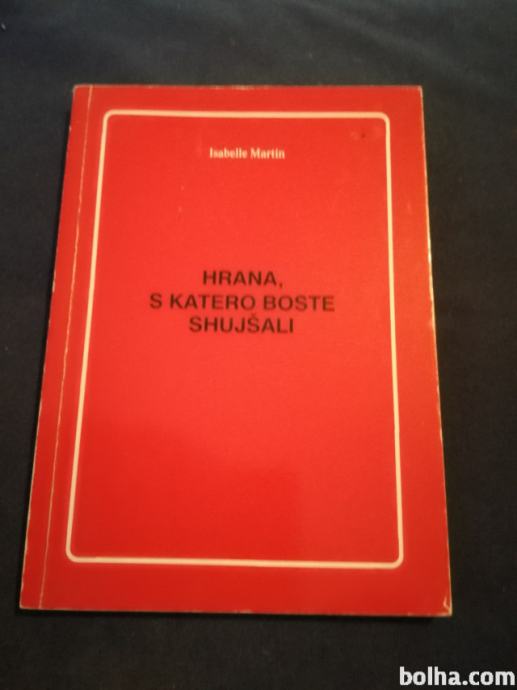 Isabelle Martin
HRANA,
S KATERO BOSTE
SHUJŠALI
bolha.com